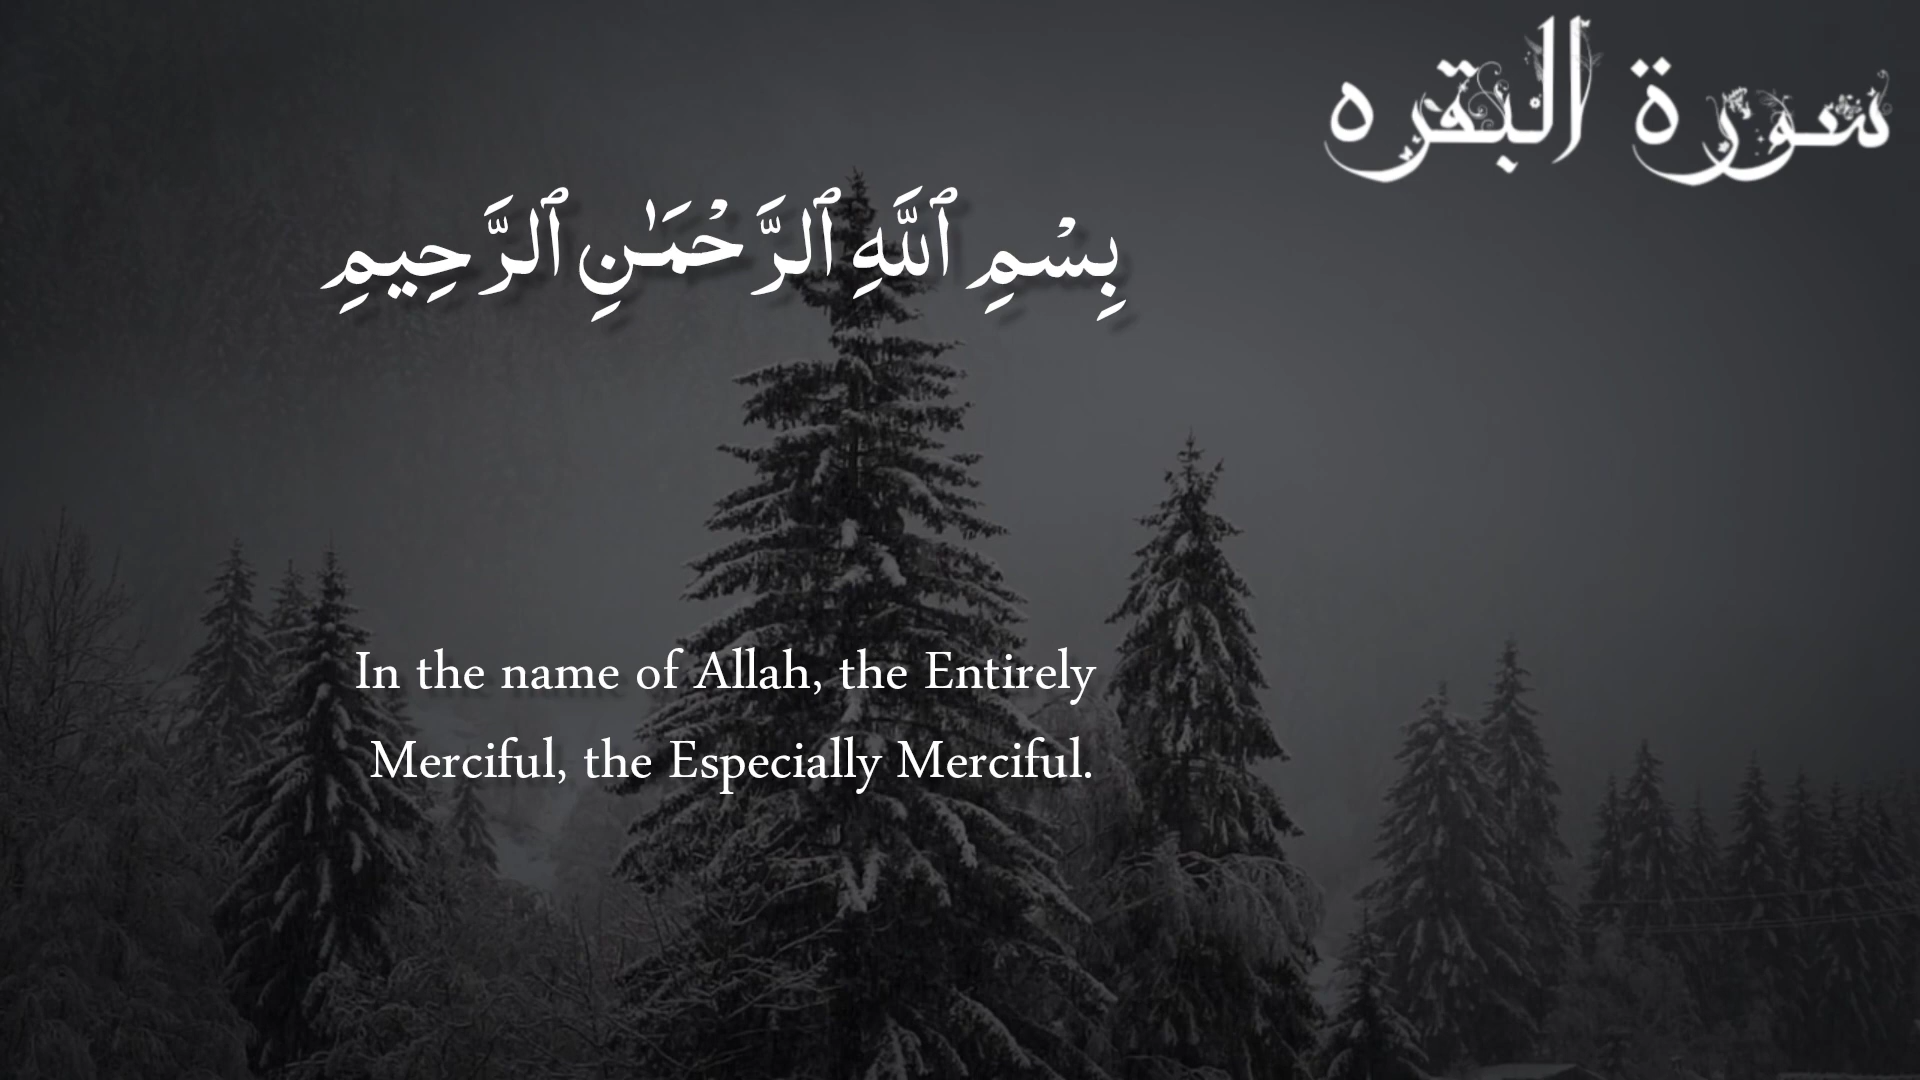 سورة البقره
بِسْمِ ٱللَّهِ ٱلرَّحْمَـٰنِ ٱلرَّحِيمِ
In the name of Allah, the Entirely
Merciful, the Especially Merciful.